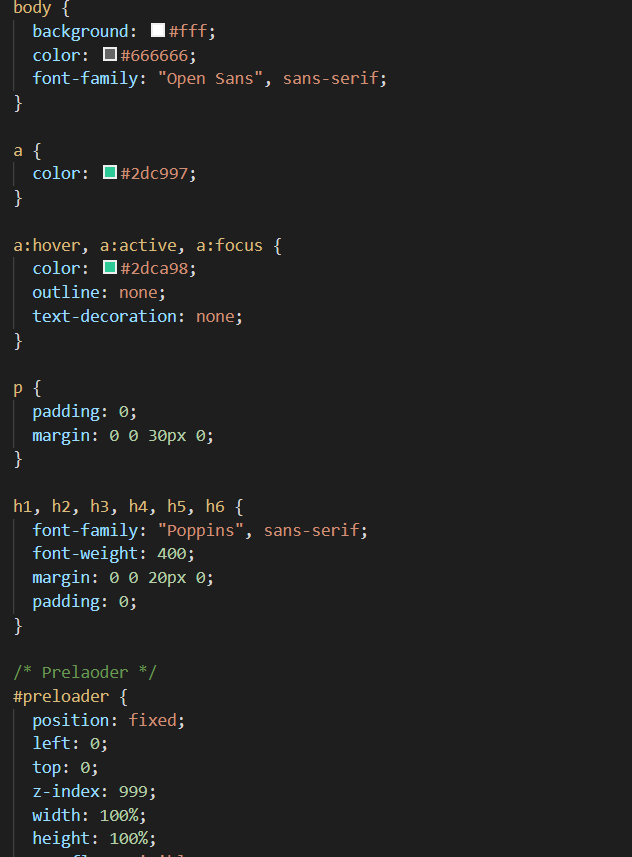 body {
  background: #fff;
  color: #666666;
  font-family: "Open Sans", sans-serif;
}

a {
  color: #2dc997;
}

a:hover, a:active, a:focus {
  color: #2dca98;
  outline: none;
  text-decoration: none;
}

p {
  padding: 0;
  margin: 0 0 30px 0;
}

h1, h2, h3, h4, h5, h6 {
  font-family: "Poppins", sans-serif;
  font-weight: 400;
  margin: 0 0 20px 0;
  padding: 0;
}

/* Prelaoder */
#preloader {
  position: fixed;
  left: 0;
  top: 0;
  z-index: 999;
  width: 100%;
  height: 100%;